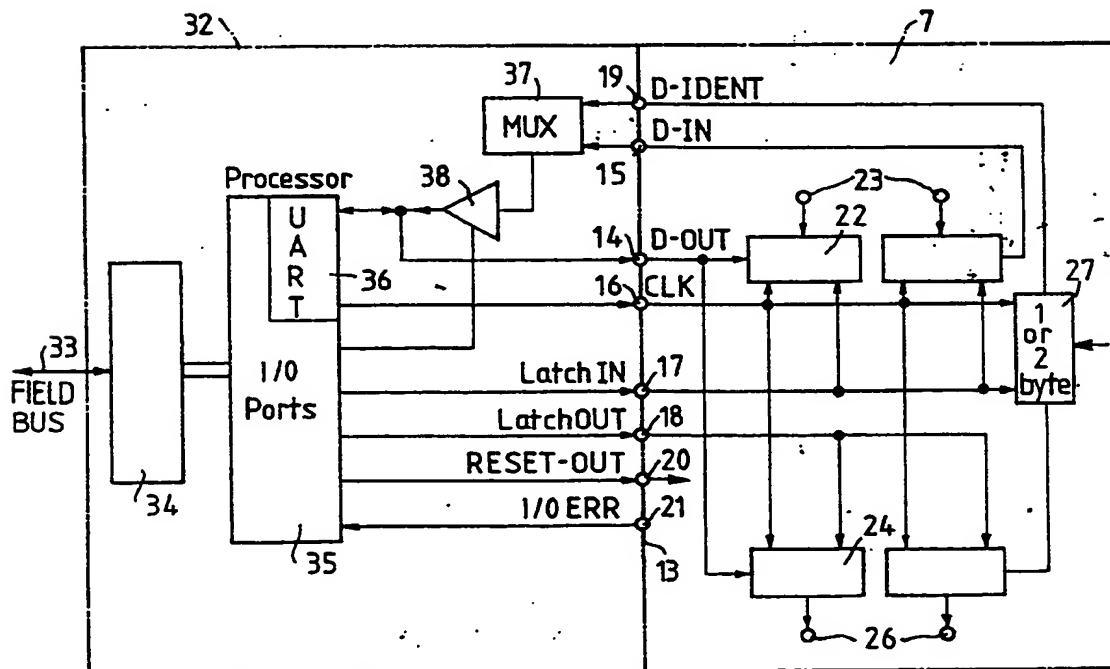 32
7
37
MUX
19
D-IDENT
D-IN
15
23
Processor
38
22
UART
36
14
D-OUT
16
CLK
27
1 or 2 byte
33
FIELD BUS
I/O Ports
Latch IN
17
LatchOUT
18
RESET-OUT
20
I/O ERR
21
34
35
13
24
26